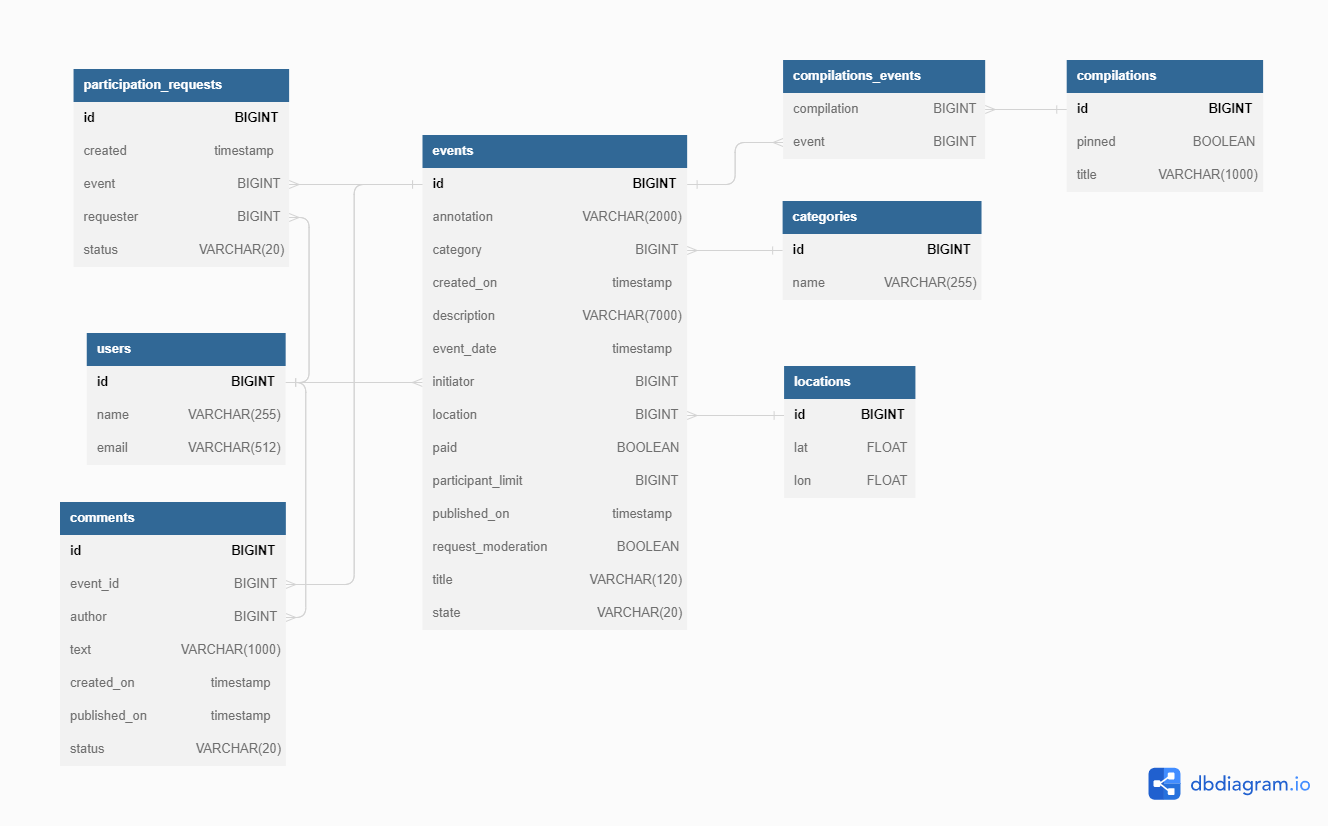 participation_requests
id BIGINT
created timestamp
event BIGINT
requester BIGINT
status VARCHAR(20)
users
id BIGINT
name VARCHAR(255)
email VARCHAR(512)
comments
id BIGINT
event_id BIGINT
author BIGINT
text VARCHAR(1000)
created_on timestamp
published_on timestamp
status VARCHAR(20)
events
id BIGINT
annotation VARCHAR(2000)
category BIGINT
created_on timestamp
description VARCHAR(7000)
event_date timestamp
initiator BIGINT
location BIGINT
paid BOOLEAN
participant_limit BIGINT
published_on timestamp
request_moderation BOOLEAN
title VARCHAR(120)
state VARCHAR(20)
compilations_events
compilation BIGINT
event BIGINT
categories
id BIGINT
name VARCHAR(255)
locations
id BIGINT
lat FLOAT
lon FLOAT
compilations
id BIGINT
pinned BOOLEAN
title VARCHAR(1000)
dbdiagram.io